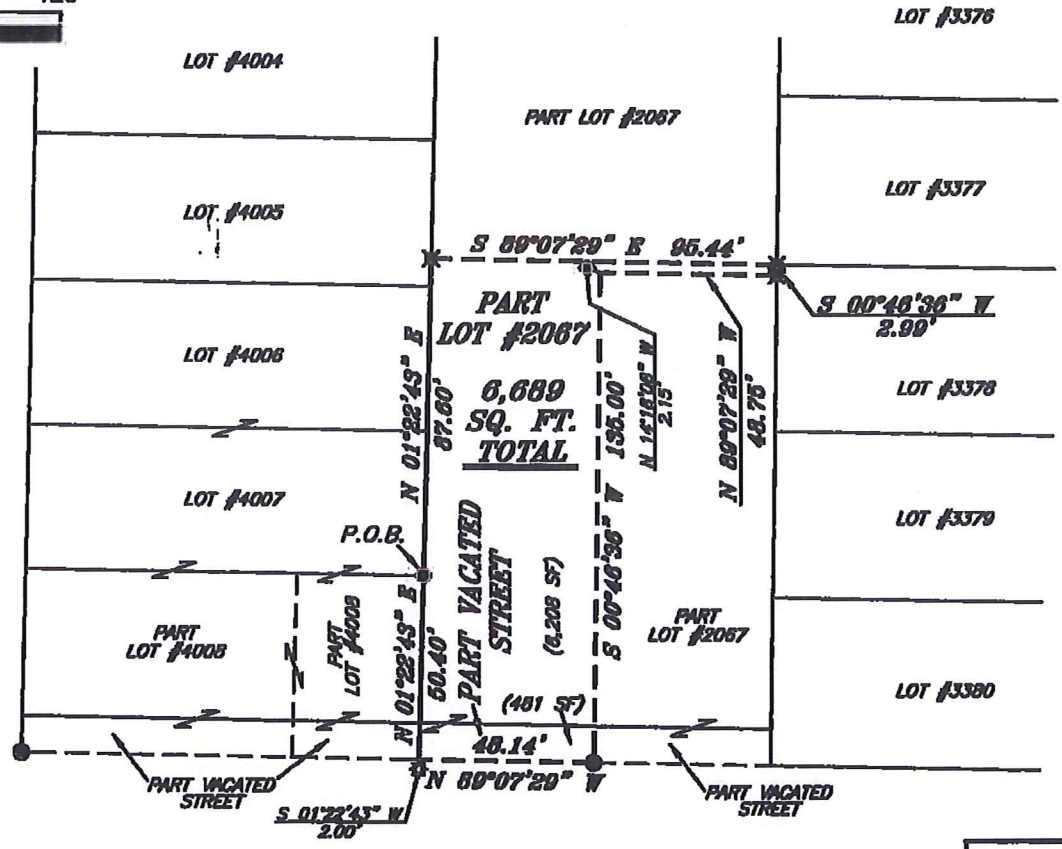 LOT #3376
LOT #4004
PART LOT #2067
LOT #3377
LOT #4005
S 89°07'29" E 95.44'
S 00°46'36" W
2.99'
PART
LOT #2067
LOT #4006
6,689
SQ. FT.
TOTAL
N 01°22'43" E
87.60'
S 00°46'36" W 135.00'
N 16°18'06" W
2.15'
N 89°07'29" W
48.75'
LOT #3378
LOT #4007
LOT #3379
P.O.B.
PART VACATED
STREET
(6,208 SF)
PART
LOT #4008
PART
LOT #4008
N 01°22'43" E
50.40'
PART
LOT #2067
LOT #3380
(481 SF)
48.14'
N 89°07'29" W
PART VACATED
STREET
S 01°22'43" W
2.00'
PART VACATED
STREET